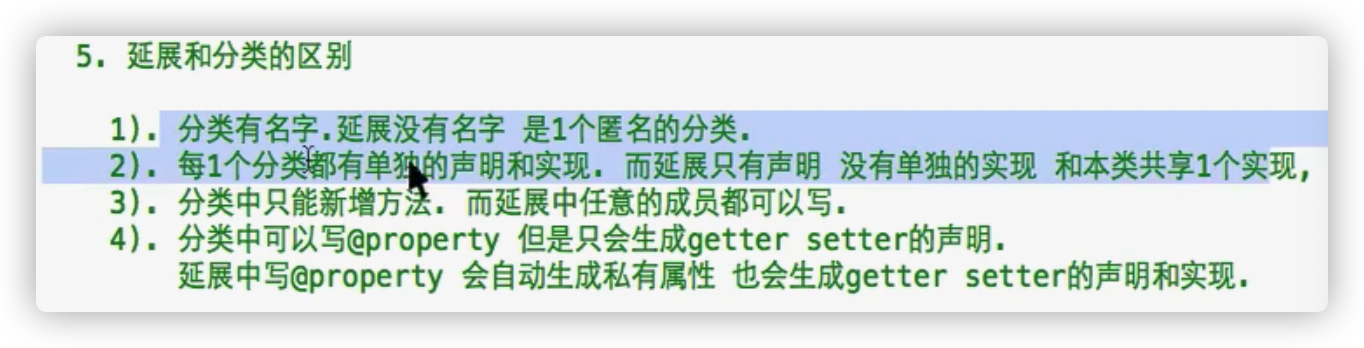 5. 延展和分类的区别
1). 分类有名字.延展没有名字 是1个匿名的分类.
2). 每1个分类都有单独的声明和实现. 而延展只有声明 没有单独的实现 和本类共享1个实现,
3). 分类中只能新增方法. 而延展中任意的成员都可以写.
4). 分类中可以写@property 但是只会生成getter setter的声明.
延展中写@property 会自动生成私有属性 也会生成getter setter的声明和实现.